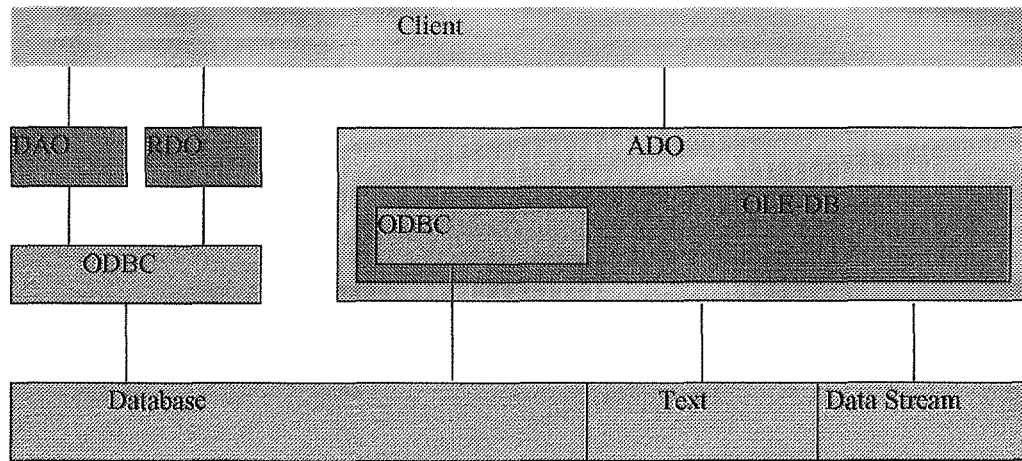 Client
DAO
RDO
ADO
OLE-DB
ODBC
ODBC
Database
Text
Data Stream